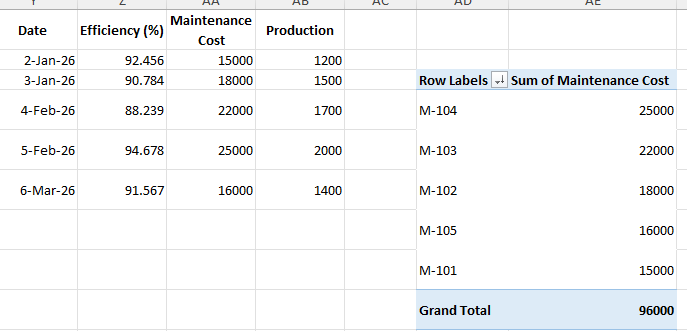 Y Z AA AB AC AD AE
Date Efficiency (%) Maintenance Cost Production
2-Jan-26 92.456 15000 1200
3-Jan-26 90.784 18000 1500 Row Labels Sum of Maintenance Cost
4-Feb-26 88.239 22000 1700 M-104 25000
5-Feb-26 94.678 25000 2000 M-103 22000
6-Mar-26 91.567 16000 1400 M-102 18000
M-105 16000
M-101 15000
Grand Total 96000